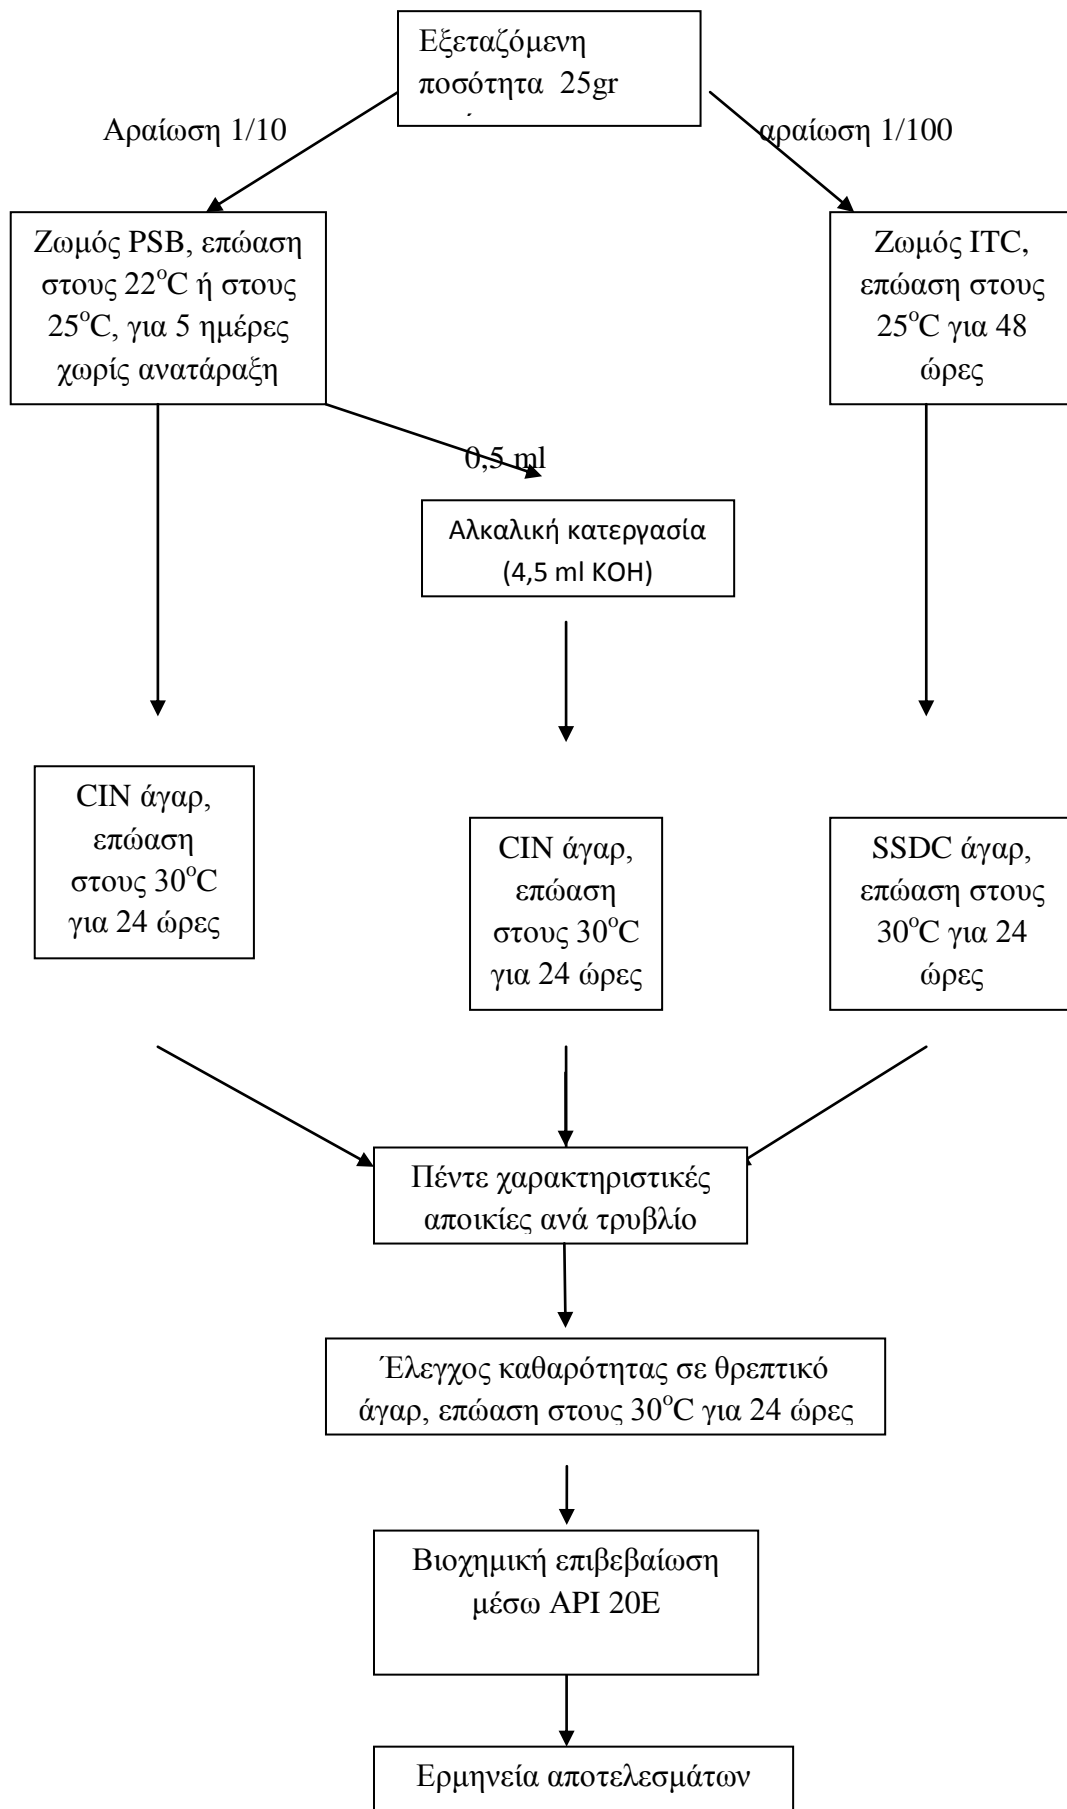 Εξεταζόμενη
ποσότητα 25gr
Αραίωση 1/10
αραίωση 1/100
Ζωμός PSB, επώαση
στους 22°C ή στους
25°C, για 5 ημέρες
χωρίς ανατάραξη
Ζωμός ITC,
επώαση στους
25°C για 48
ώρες
0,5 ml
Αλκαλική κατεργασία
(4,5 ml KOH)
CIN άγαρ,
επώαση
στους 30°C
για 24 ώρες
CIN άγαρ,
επώαση
στους 30°C
για 24 ώρες
SSDC άγαρ,
επώαση στους
30°C για 24
ώρες
Πέντε χαρακτηριστικές
αποικίες ανά τρυβλίο
Έλεγχος καθαρότητας σε θρεπτικό
άγαρ, επώαση στους 30°C για 24 ώρες
Βιοχημική επιβεβαίωση
μέσω API 20E
Ερμηνεία αποτελεσμάτων